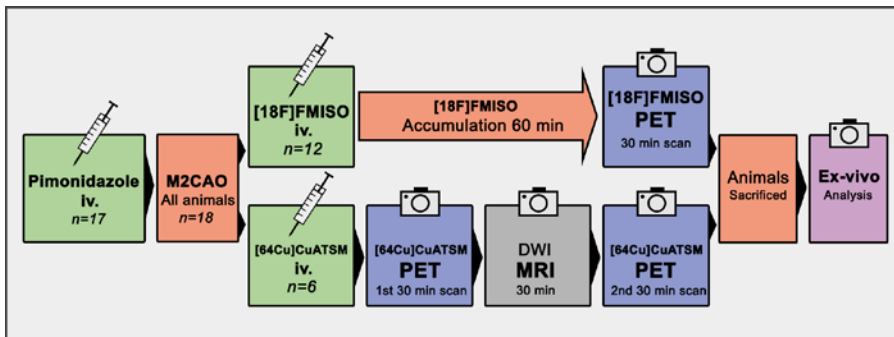 Pimonidazole
iv.
n=17
M2CAO
All animals
n=18
[18F]FMISO
iv.
n=12
[18F]FMISO
Accumulation 60 min
[18F]FMISO
PET
30 min scan
[64Cu]CuATSM
iv.
n=6
[64Cu]CuATSM
PET
1st 30 min scan
DWI
MRI
30 min
[64Cu]CuATSM
PET
2nd 30 min scan
Animals
Sacrificed
Ex-vivo
Analysis